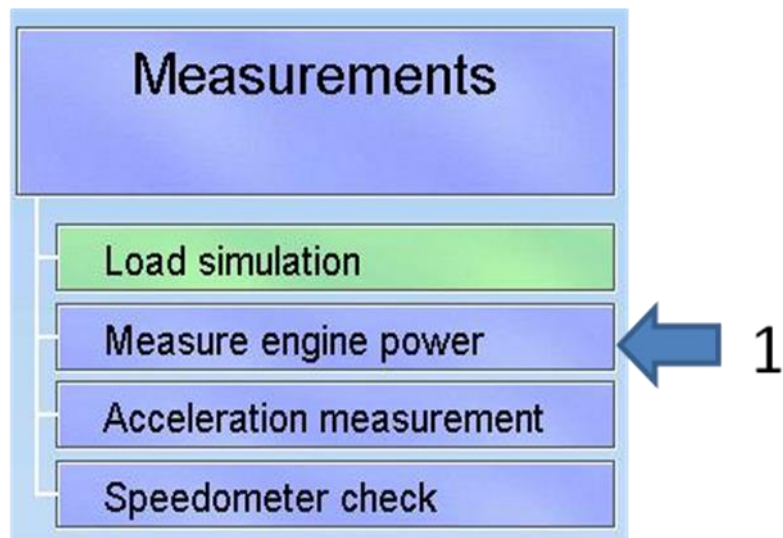 Measurements
Load simulation
Measure engine power
1
Acceleration measurement
Speedometer check